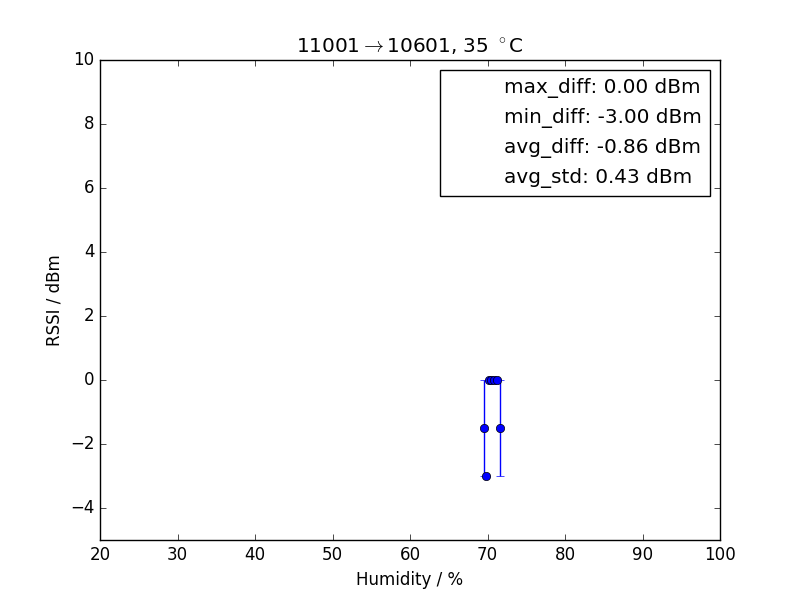 11001→10601, 35 °C
max_diff: 0.00 dBm
min_diff: -3.00 dBm
avg_diff: -0.86 dBm
avg_std: 0.43 dBm
10
8
6
4
2
0
−2
−4
RSSI / dBm
20 30 40 50 60 70 80 90 100
Humidity / %